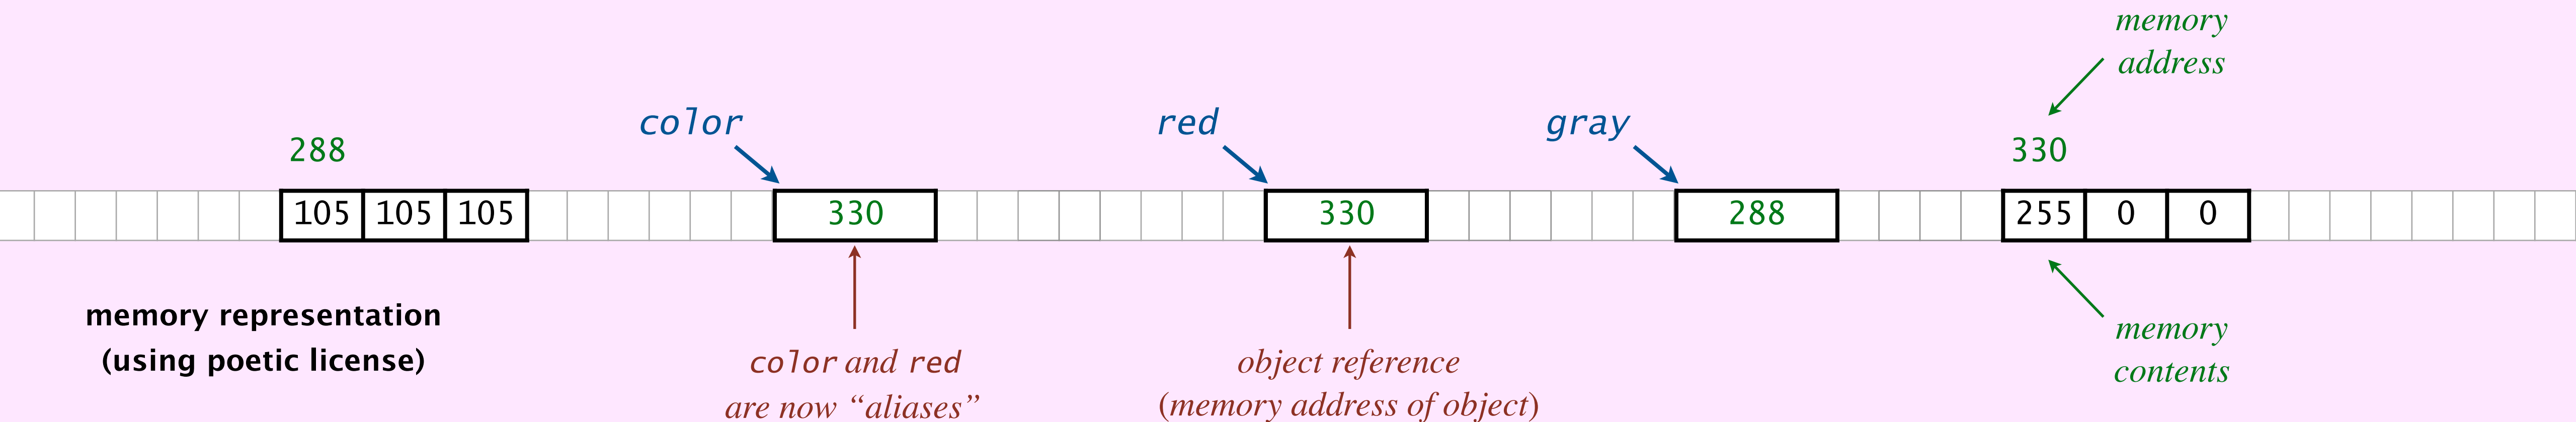 memory
address
color
red
gray
288
330
105 105 105
330
330
288
255 0 0
memory representation
(using poetic license)
color and red
are now “aliases”
object reference
(memory address of object)
memory
contents